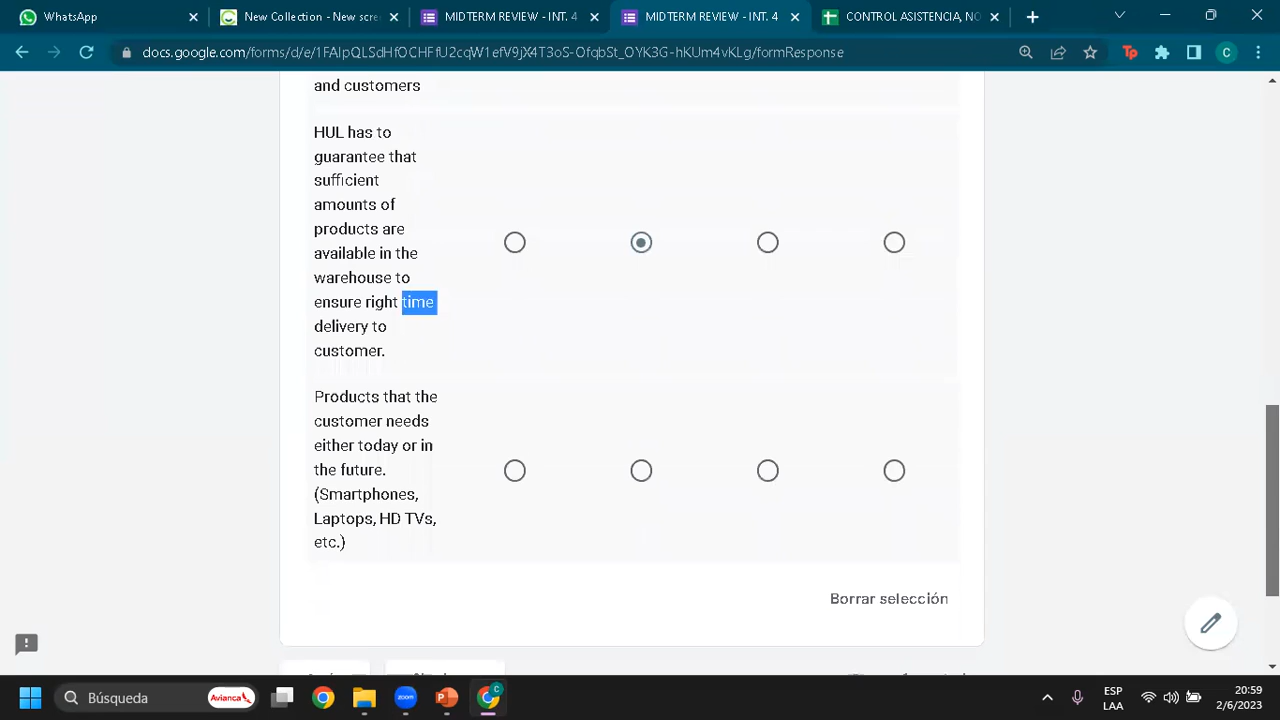 WhatsApp
New Collection - New scre
MIDTERM REVIEW - INT. 4
MIDTERM REVIEW - INT. 4
CONTROL ASISTENCIA, NO
docs.google.com/forms/d/e/1FAIpQLSdHfOCHFfU2cqW1efV9jX4T3oS-OfqbSt_OYK3G-hKUm4vKLg/formResponse
and customers
HUL has to
guarantee that
sufficient
amounts of
products are
available in the
warehouse to
ensure right time
delivery to
customer.
Products that the
customer needs
either today or in
the future.
(Smartphones,
Laptops, HD TVs,
etc.)
Borrar selección
Búsqueda
Avianca
zoom
ESP
LAA
20:59
2/6/2023